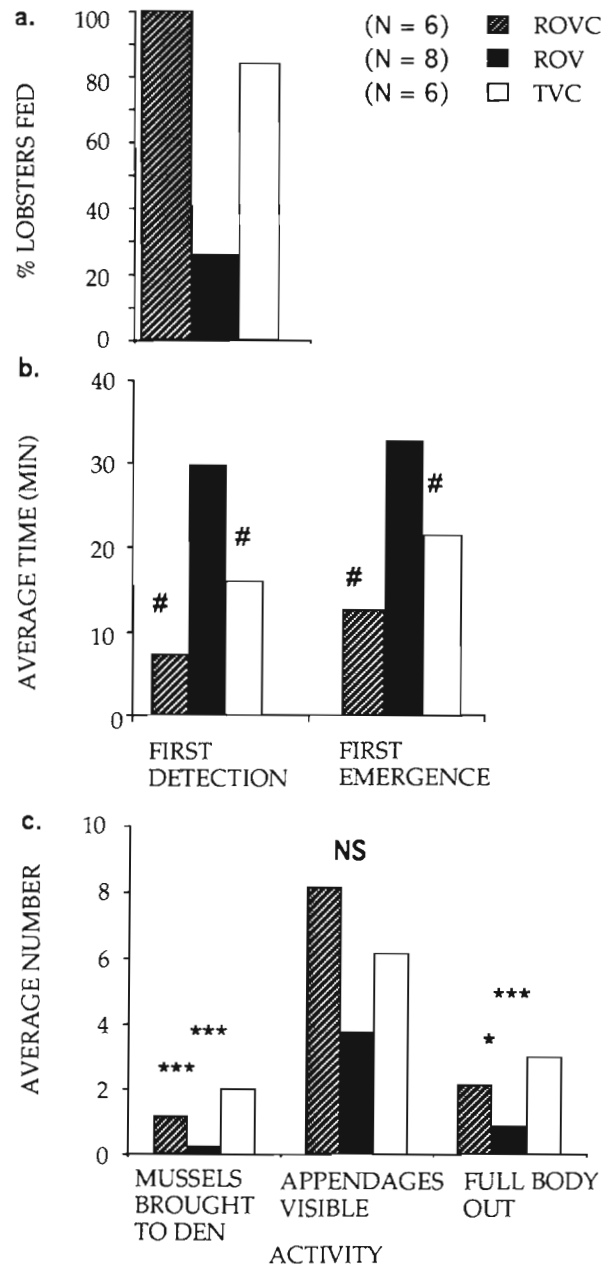 a.
(N = 6) ROVC
(N = 8) ROV
(N = 6) TVC
100
80
60
40
20
0
% LOBSTERS FED
b.
40
30
20
10
0
AVERAGE TIME (MIN)
#
#
#
#
FIRST DETECTION
FIRST EMERGENCE
c.
10
8
6
4
2
0
AVERAGE NUMBER
***
***
NS
*
***
MUSSELS BROUGHT TO DEN
APPENDAGES VISIBLE
FULL BODY OUT
ACTIVITY